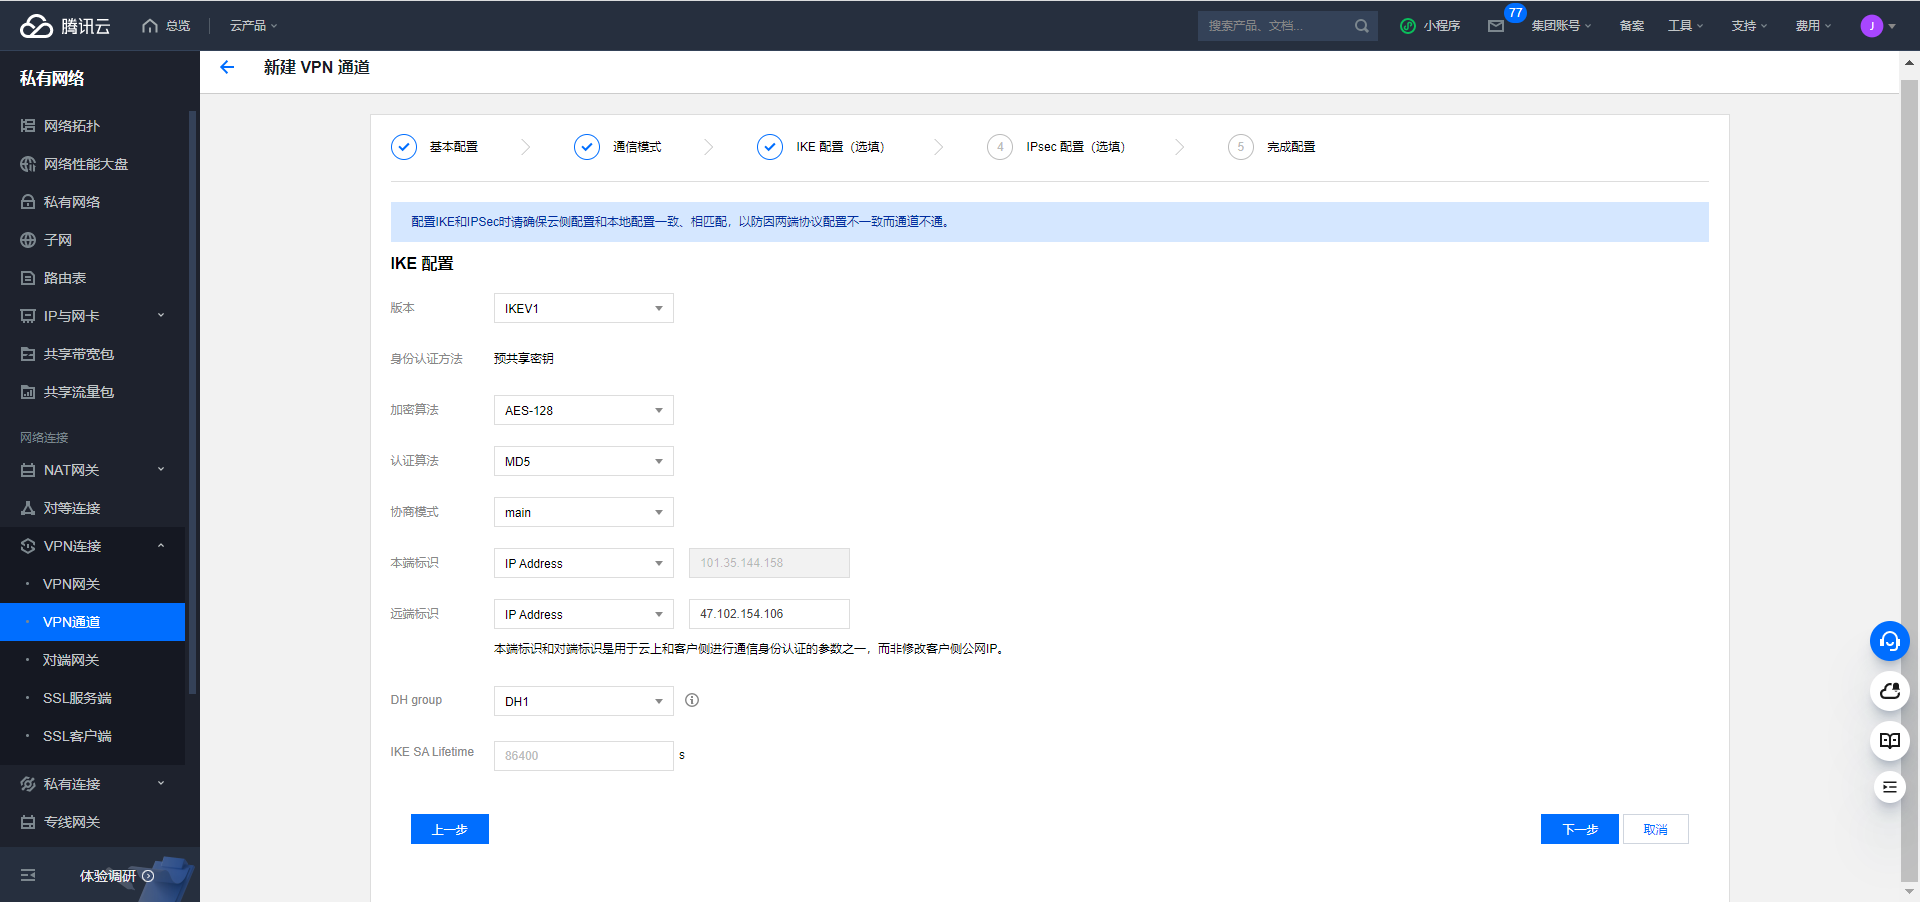 腾讯云
总览
云产品
搜索产品、文档...
小程序
77
集团账号
备案
工具
支持
费用
J
私有网络
网络拓扑
网络性能大盘
私有网络
子网
路由表
IP与网卡
共享带宽包
共享流量包
网络连接
NAT网关
对等连接
VPN连接
VPN网关
VPN通道
对端网关
SSL服务端
SSL客户端
私有连接
专线网关
体验调研
新建 VPN 通道
基本配置
通信模式
IKE 配置（选填）
4 IPsec 配置（选填）
5 完成配置
配置IKE和IPSec时请确保云侧配置和本地配置一致、相匹配，以防因两端协议配置不一致而通道不通。
IKE 配置
版本 IKEV1
身份认证方法 预共享密钥
加密算法 AES-128
认证算法 MD5
协商模式 main
本端标识 IP Address 101.35.144.158
远端标识 IP Address 47.102.154.106
本端标识和对端标识是用于云上和客户侧进行通信身份认证的参数之一，而非修改客户侧公网IP。
DH group DH1
IKE SA Lifetime 86400 s
上一步
下一步
取消